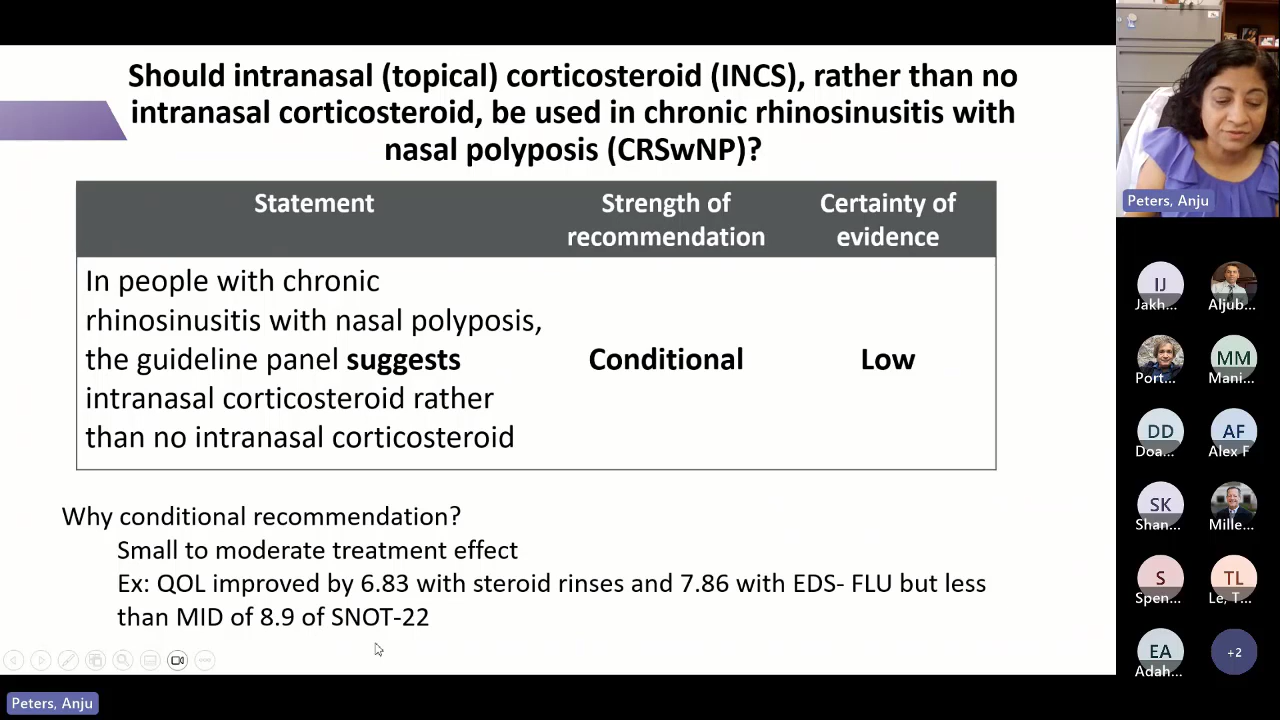 Should intranasal (topical) corticosteroid (INCS), rather than no
intranasal corticosteroid, be used in chronic rhinosinusitis with
nasal polyposis (CRSwNP)?
Statement
Strength of
recommendation
Certainty of
evidence
In people with chronic
rhinosinusitis with nasal polyposis,
the guideline panel suggests
intranasal corticosteroid rather
than no intranasal corticosteroid
Conditional
Low
Why conditional recommendation?
Small to moderate treatment effect
Ex: QOL improved by 6.83 with steroid rinses and 7.86 with EDS- FLU but less
than MID of 8.9 of SNOT-22
Peters, Anju
Peters, Anju
IJ
Jakh...
Aljub...
Port...
MM
Mani...
DD
Doa...
AF
Alex F
SK
Shan...
Mille...
S
Spen...
TL
Le, T...
EA
Adah...
+2